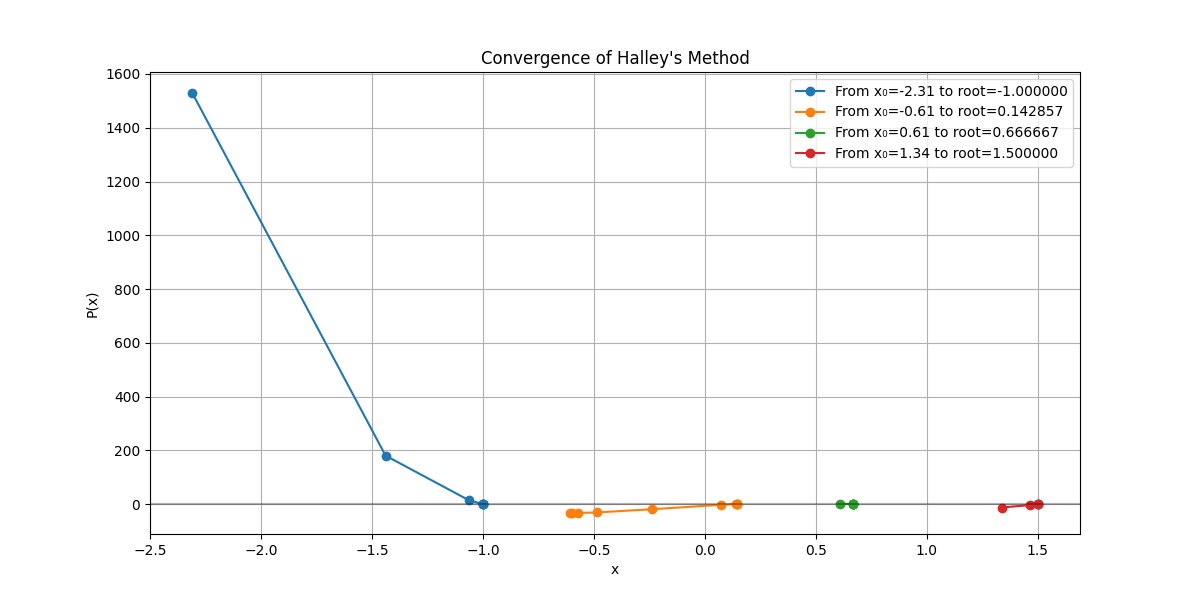 Convergence of Halley's Method
From x₀=-2.31 to root=-1.000000
From x₀=-0.61 to root=0.142857
From x₀=0.61 to root=0.666667
From x₀=1.34 to root=1.500000
P(x)
1600
1400
1200
1000
800
600
400
200
0
−2.5 −2.0 −1.5 −1.0 −0.5 0.0 0.5 1.0 1.5
x